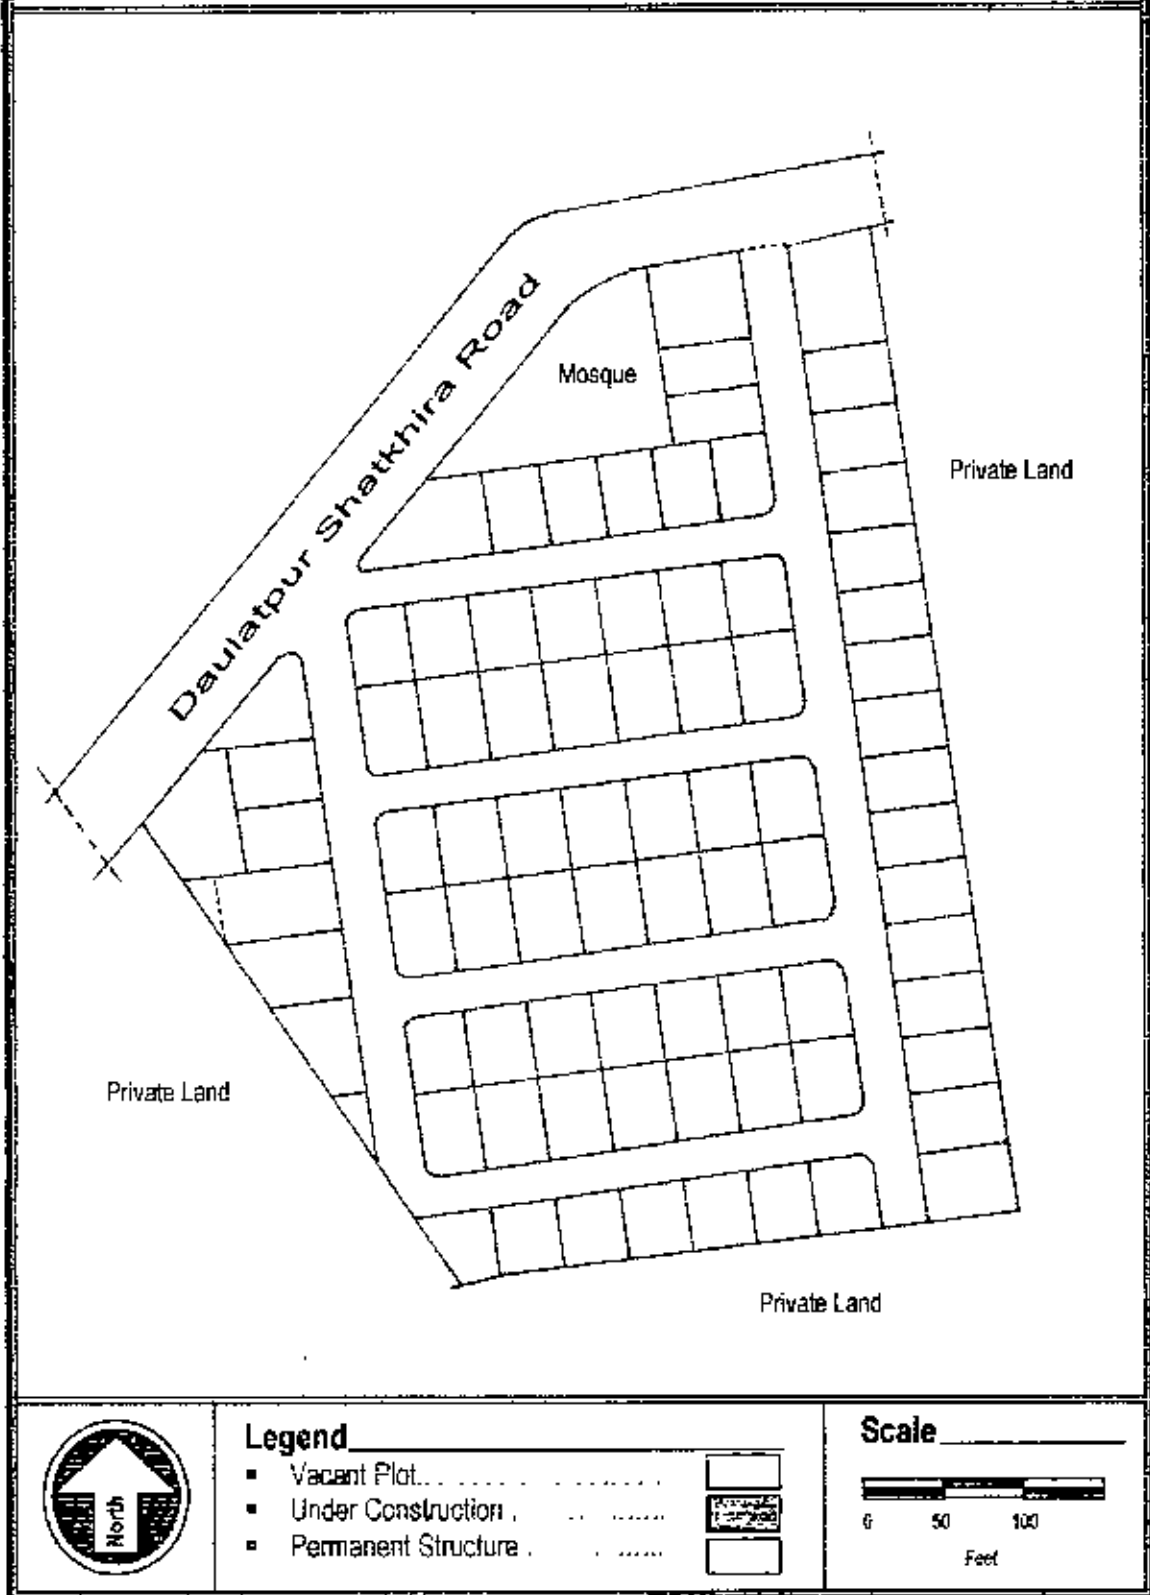 Daulatpur Shatkhira Road
Mosque
Private Land
Private Land
Private Land
North
Legend
Vacant Plot
Under Construction
Permanent Structure
Scale
0 50 100
Feet